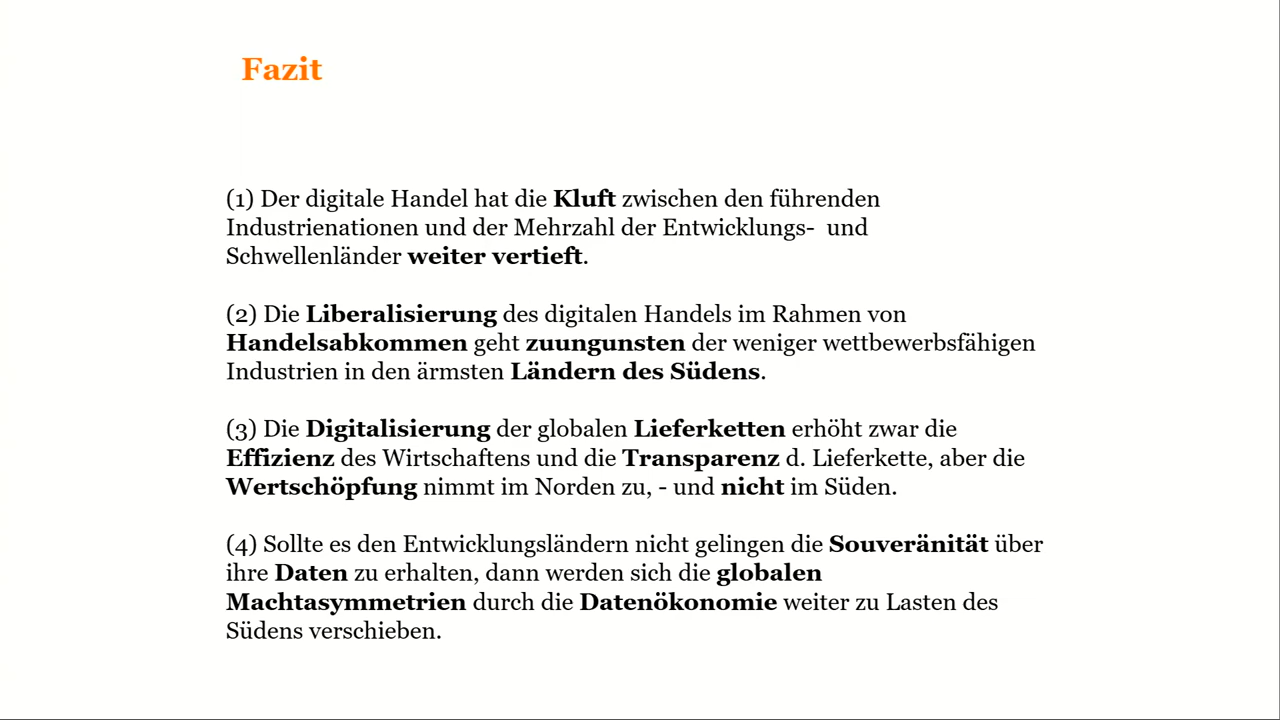 Fazit
(1) Der digitale Handel hat die Kluft zwischen den führenden
Industrienationen und der Mehrzahl der Entwicklungs-  und
Schwellenländer weiter vertieft.
(2) Die Liberalisierung des digitalen Handels im Rahmen von
Handelsabkommen geht zuungunsten der weniger wettbewerbsfähigen
Industrien in den ärmsten Ländern des Südens.
(3) Die Digitalisierung der globalen Lieferketten erhöht zwar die
Effizienz des Wirtschaftens und die Transparenz d. Lieferkette, aber die
Wertschöpfung nimmt im Norden zu, - und nicht im Süden.
(4) Sollte es den Entwicklungsländern nicht gelingen die Souveränität über
ihre Daten zu erhalten, dann werden sich die globalen
Machtasymmetrien durch die Datenökonomie weiter zu Lasten des
Südens verschieben.